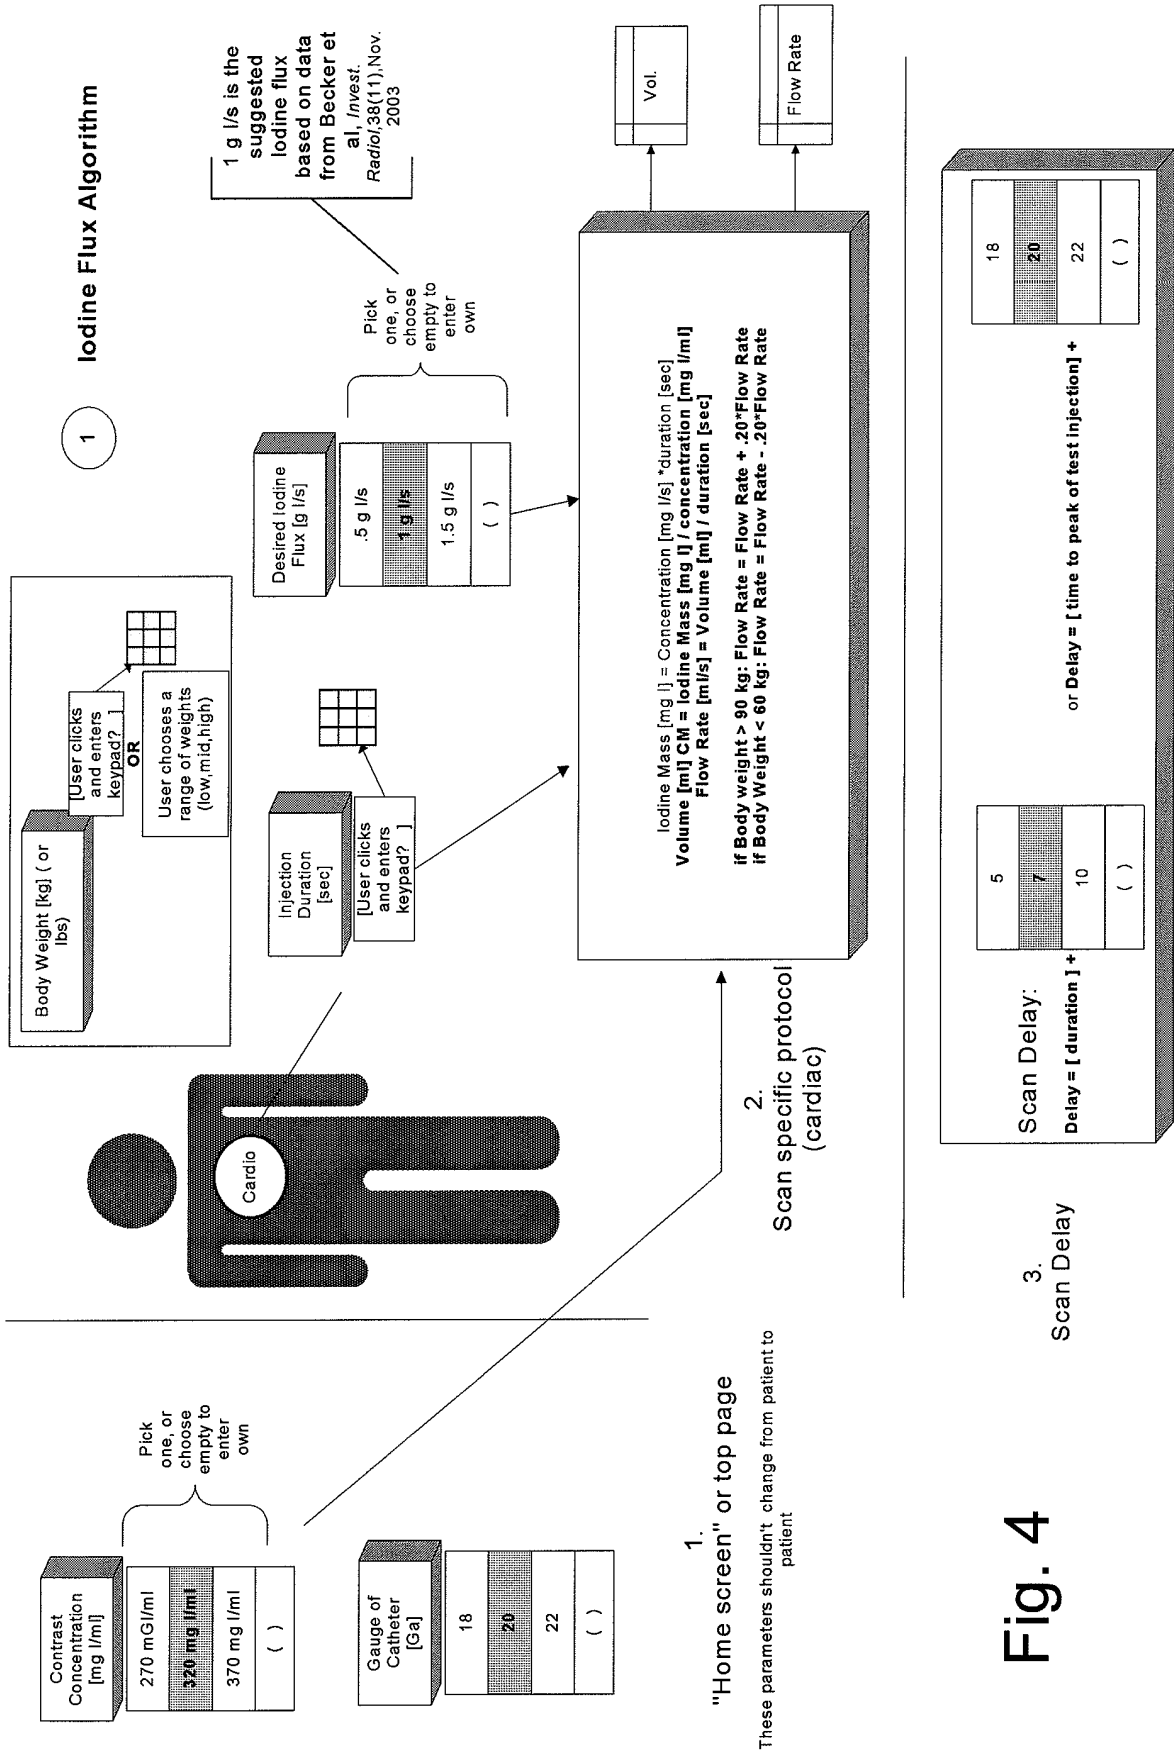 1
Iodine Flux Algorithm
Contrast
Concentration
[mg I/ml]
270 mGI/ml
320 mg I/ml
370 mg I/ml
( )
Pick
one, or
choose
empty to
enter
own
Gauge of
Catheter
[Ga]
18
20
22
( )
1.
"Home screen" or top page
These parameters shouldn't change from patient to
patient
Cardio
Body Weight [kg] ( or
lbs)
[User clicks
and enters
keypad? ]
OR
User chooses a
range of weights
(low,mid,high)
Injection
Duration
[sec]
[User clicks
and enters
keypad? ]
Desired Iodine
Flux [g I/s]
.5 g I/s
1 g I/s
1.5 g I/s
( )
Pick
one, or
choose
empty to
enter
own
1 g I/s is the
suggested
Iodine flux
based on data
from Becker et
al, Invest.
Radiol,38(11),Nov.
2003
Iodine Mass [mg I] = Concentration [mg I/s] *duration [sec]
Volume [ml] CM = Iodine Mass [mg I] / concentration [mg I/ml]
Flow Rate [ml/s] = Volume [ml] / duration [sec]
if Body weight > 90 kg: Flow Rate = Flow Rate + .20*Flow Rate
if Body Weight < 60 kg: Flow Rate = Flow Rate - .20*Flow Rate
Vol.
Flow Rate
2.
Scan specific protocol
(cardiac)
3.
Scan Delay
Scan Delay:
Delay = [ duration ] +
5
7
10
( )
or Delay = [ time to peak of test injection] +
18
20
22
( )
Fig. 4